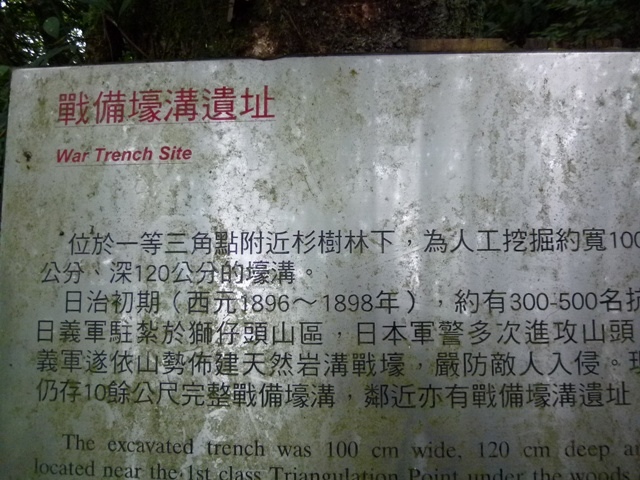 戰備壕溝遺址
War Trench Site
位於一等三角點附近杉樹林下，為人工挖掘約寬100
公分、深120公分的壕溝。
日治初期（西元1896～1898年），約有300-500名抗
日義軍駐紮於獅仔頭山區，日本軍警多次進攻山頭
義軍遂依山勢佈建天然岩溝戰壕，嚴防敵人入侵。現
仍存10餘公尺完整戰備壕溝，鄰近亦有戰備壕溝遺址
The excavated trench was 100 cm wide, 120 cm deep
located near the 1st class Triangulation Point under the woods